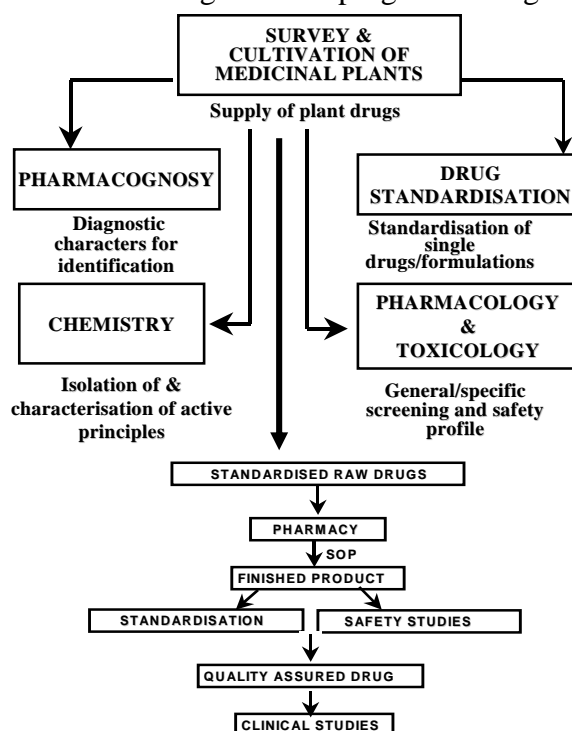 SURVEY &
CULTIVATION OF
MEDICINAL PLANTS
Supply of plant drugs
PHARMACOGNOSY
Diagnostic
characters for
identification
DRUG
STANDARDISATION
Standardisation of
single
drugs/formulations
CHEMISTRY
Isolation of &
characterisation of active
principles
PHARMACOLOGY
&
TOXICOLOGY
General/specific
screening and safety
profile
STANDARDISED RAW DRUGS
PHARMACY
SOP
FINISHED PRODUCT
STANDARDISATION
SAFETY STUDIES
QUALITY ASSURED DRUG
CLINICAL STUDIES